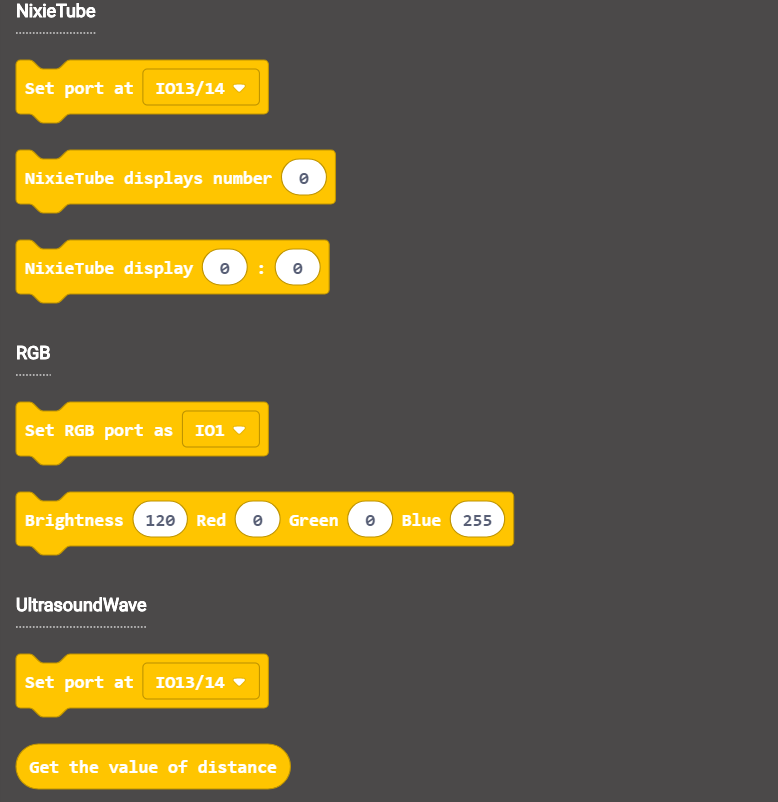 NixieTube
Set port at IO13/14
NixieTube displays number 0
NixieTube display 0 : 0
RGB
Set RGB port as IO1
Brightness 120 Red 0 Green 0 Blue 255
UltrasoundWave
Set port at IO13/14
Get the value of distance